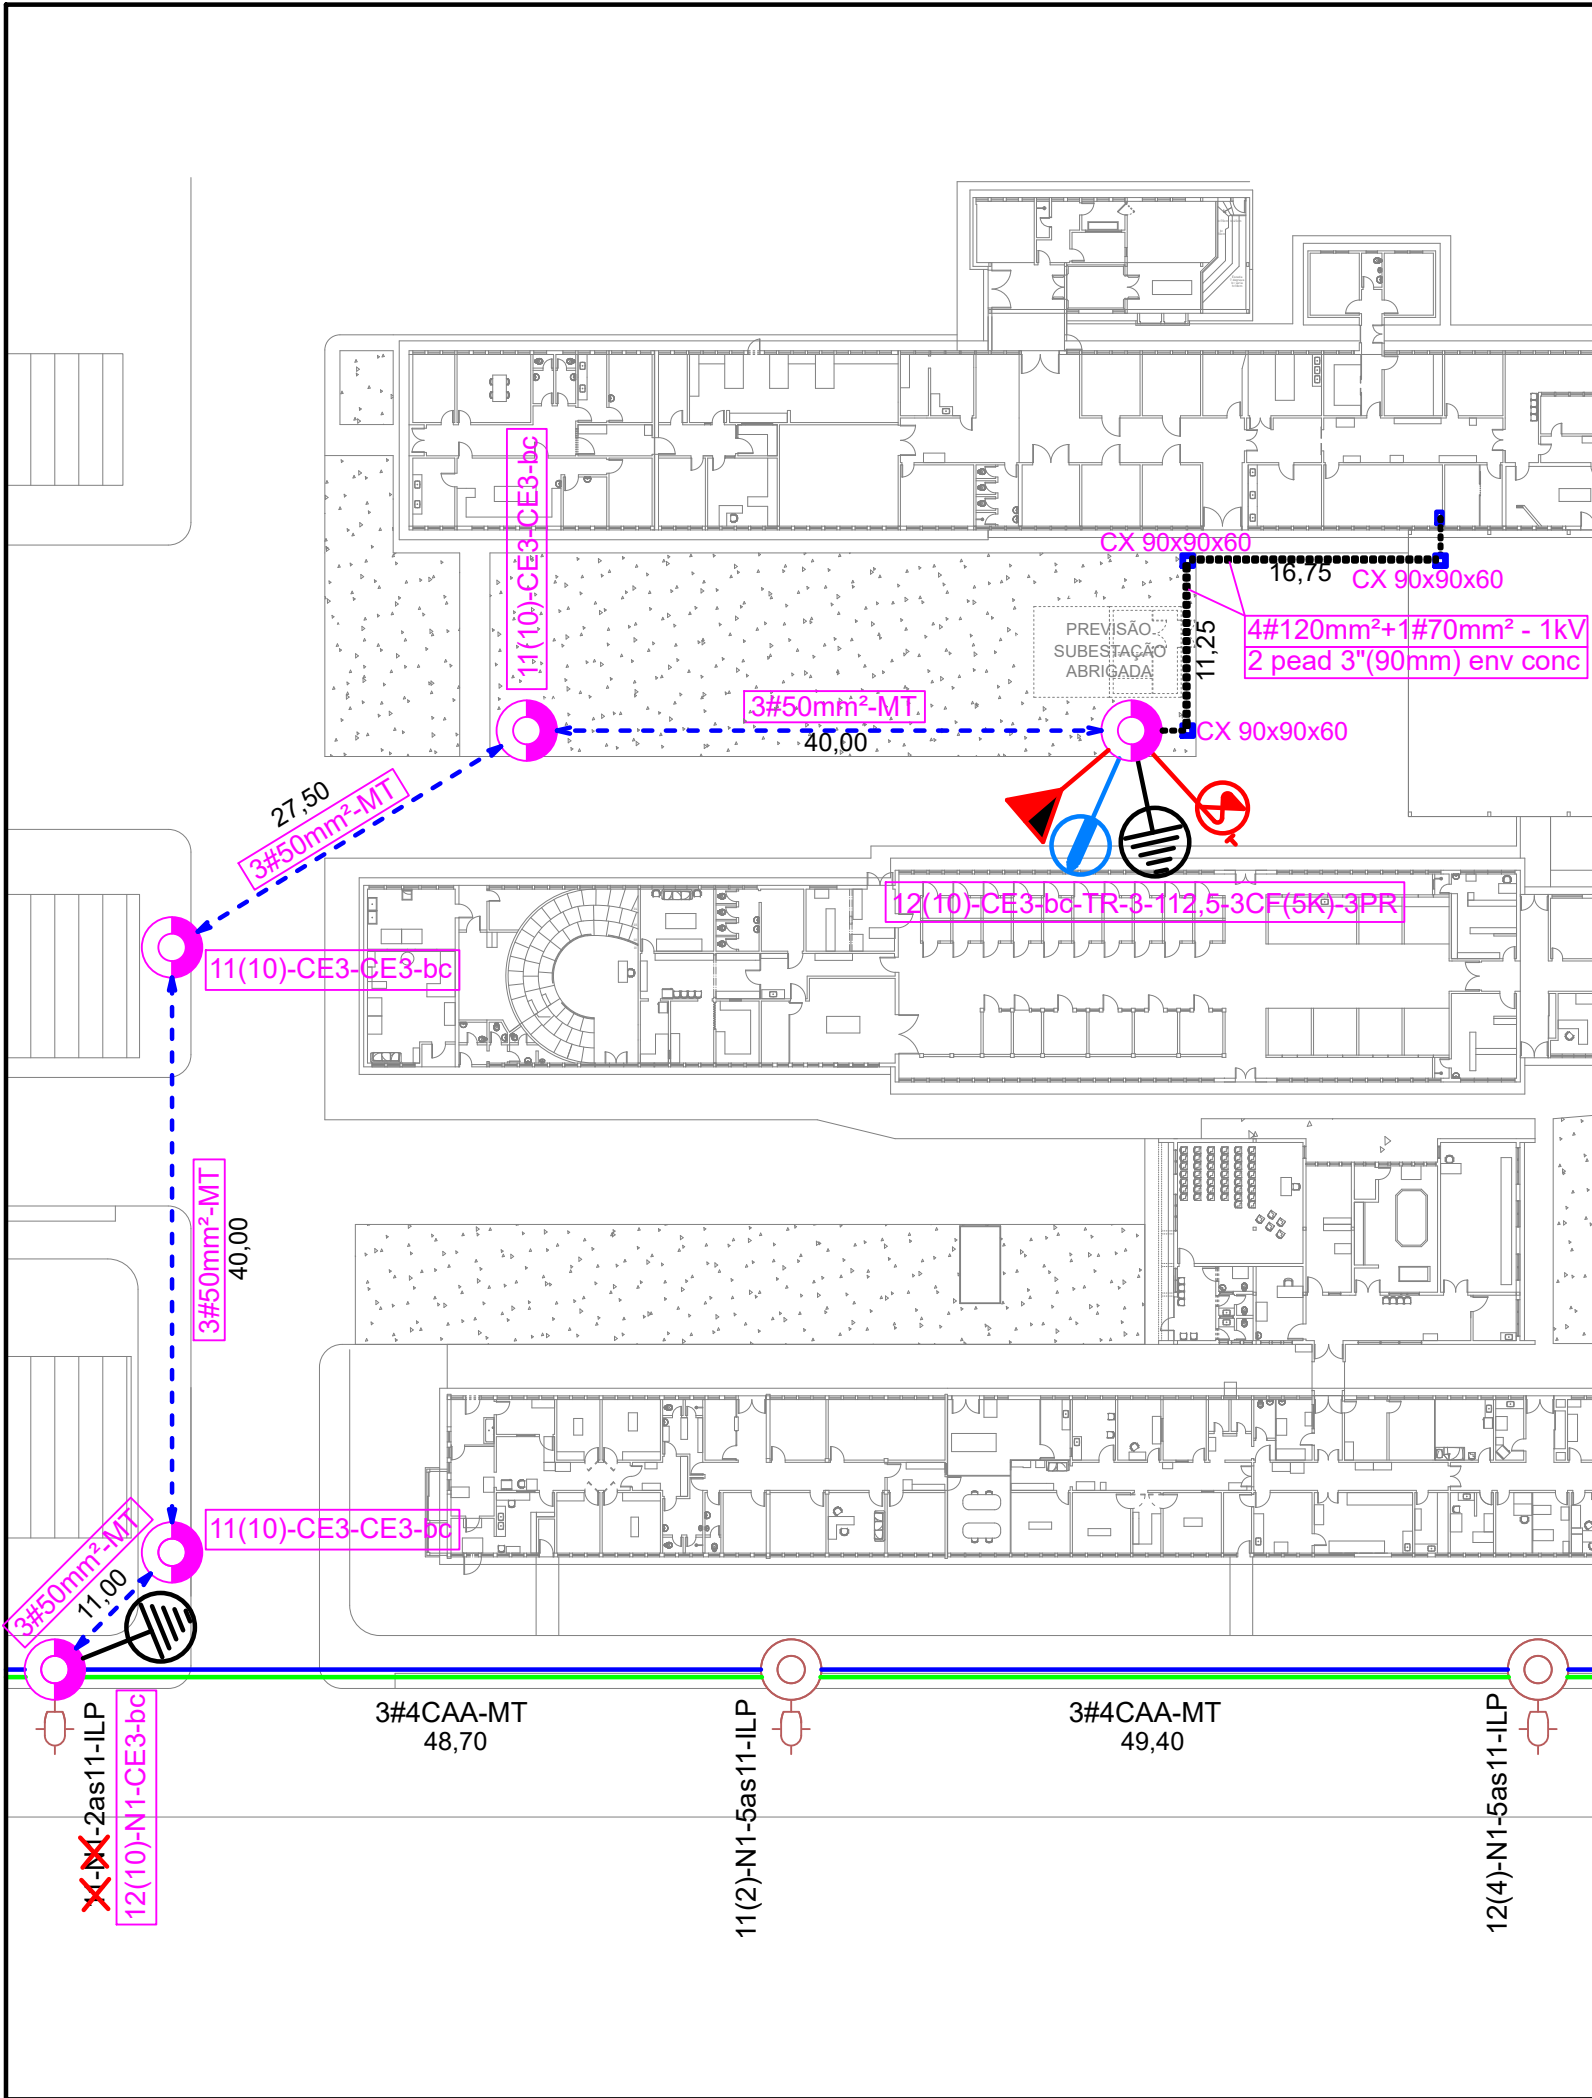 11(10)-CE3-CE3-bc
CX 90x90x60
16,75
CX 90x90x60
4#120mm²+1#70mm² - 1kV
2 pead 3"(90mm) env conc
11,25
PREVISÃO
SUBESTAÇÃO
ABRIGADA
3#50mm²-MT
40,00
CX 90x90x60
27,50
3#50mm²-MT
12(10)-CE3-bc-TR-3-112,5-3CF(5K)-3PR
11(10)-CE3-CE3-bc
3#50mm²-MT
40,00
11(10)-CE3-CE3-bc
3#50mm²-MT
11,00
3#4CAA-MT
48,70
3#4CAA-MT
49,40
11-N1-2as11-ILP
12(10)-N1-CE3-bc
11(2)-N1-5as11-ILP
12(4)-N1-5as11-ILP